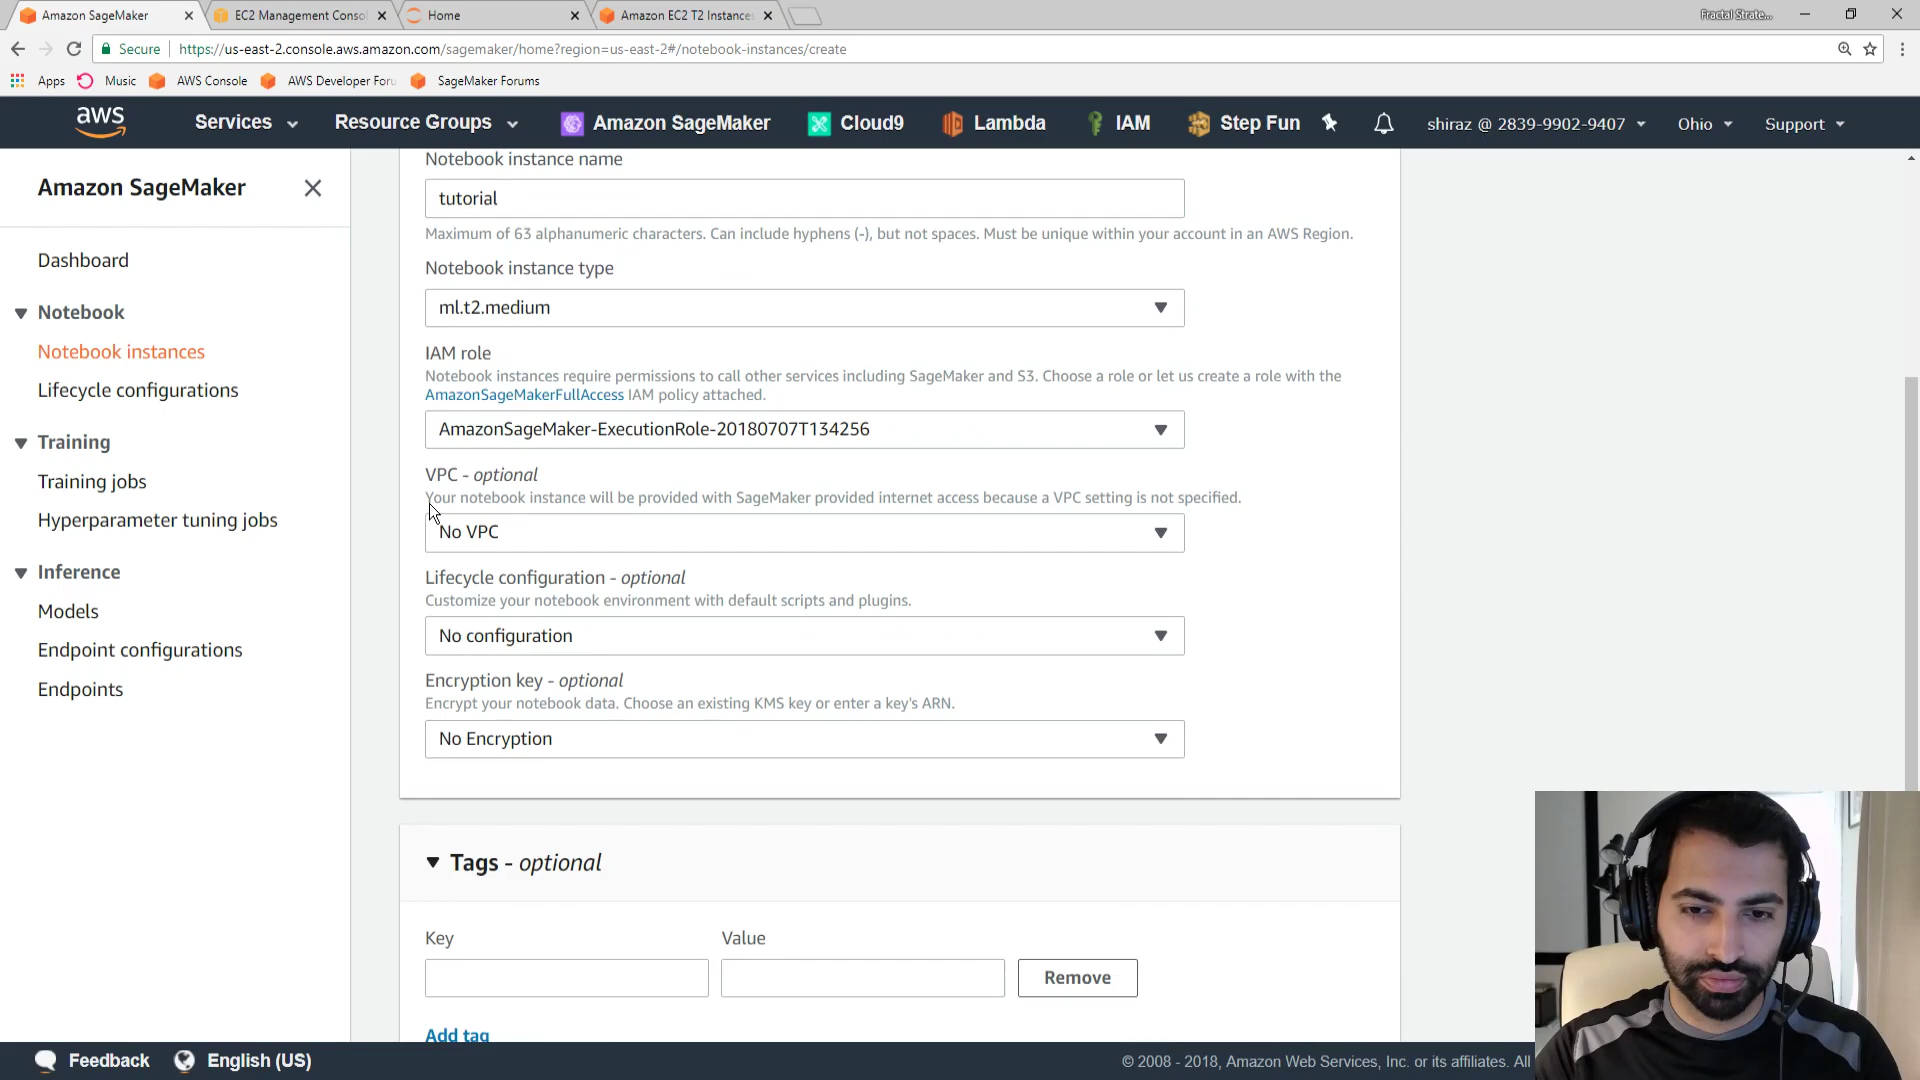 Amazon SageMaker
EC2 Management Consol
Home
Amazon EC2 T2 Instances
Fractal Strate...
Secure
https://us-east-2.console.aws.amazon.com/sagemaker/home?region=us-east-2#/notebook-instances/create
Apps
Music
AWS Console
AWS Developer Foru
SageMaker Forums
aws
Services
Resource Groups
Amazon SageMaker
Cloud9
Lambda
IAM
Step Fun
shiraz @ 2839-9902-9407
Ohio
Support
Amazon SageMaker
Dashboard
Notebook
Notebook instances
Lifecycle configurations
Training
Training jobs
Hyperparameter tuning jobs
Inference
Models
Endpoint configurations
Endpoints
Notebook instance name
tutorial
Maximum of 63 alphanumeric characters. Can include hyphens (-), but not spaces. Must be unique within your account in an AWS Region.
Notebook instance type
ml.t2.medium
IAM role
Notebook instances require permissions to call other services including SageMaker and S3. Choose a role or let us create a role with the
AmazonSageMakerFullAccess IAM policy attached.
AmazonSageMaker-ExecutionRole-20180707T134256
VPC - optional
Your notebook instance will be provided with SageMaker provided internet access because a VPC setting is not specified.
No VPC
Lifecycle configuration - optional
Customize your notebook environment with default scripts and plugins.
No configuration
Encryption key - optional
Encrypt your notebook data. Choose an existing KMS key or enter a key's ARN.
No Encryption
Tags - optional
Key
Value
Remove
Add tag
Feedback
English (US)
© 2008 - 2018, Amazon Web Services, Inc. or its affiliates. All